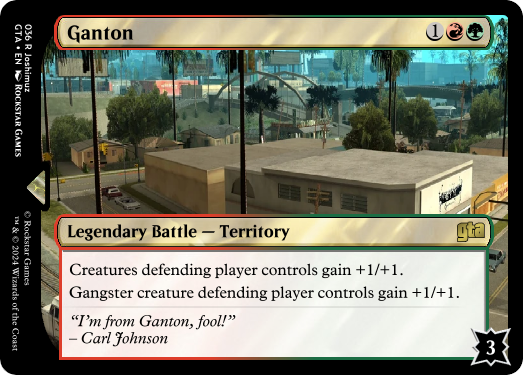 Ganton
1
Legendary Battle — Territory
gta
Creatures defending player controls gain +1/+1.
Gangster creature defending player controls gain +1/+1.
“I'm from Ganton, fool!”
– Carl Johnson
3
036 R Joshimuz
GTA • EN Rockstar Games
© Rockstar Games
™ & © 2024 Wizards of the Coast